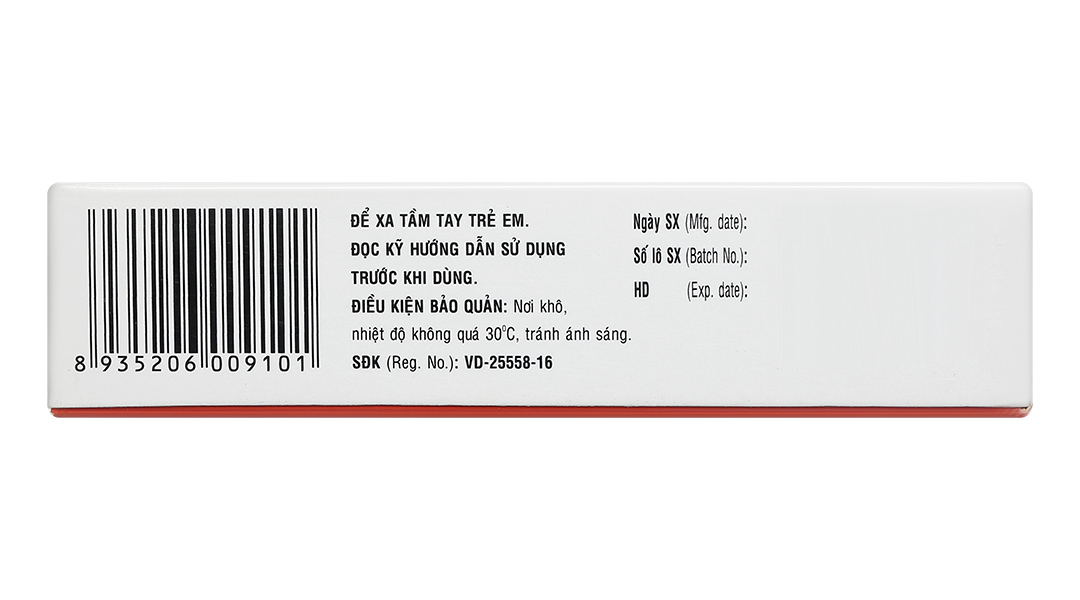 8 935206 009101
ĐỂ XA TẦM TAY TRẺ EM.
ĐỌC KỸ HƯỚNG DẪN SỬ DỤNG
TRƯỚC KHI DÙNG.
ĐIỀU KIỆN BẢO QUẢN: Nơi khô,
nhiệt độ không quá 30°C, tránh ánh sáng.
SĐK (Reg. No.): VD-25558-16
Ngày SX (Mfg. date):
Số lô SX (Batch No.):
HD (Exp. date):